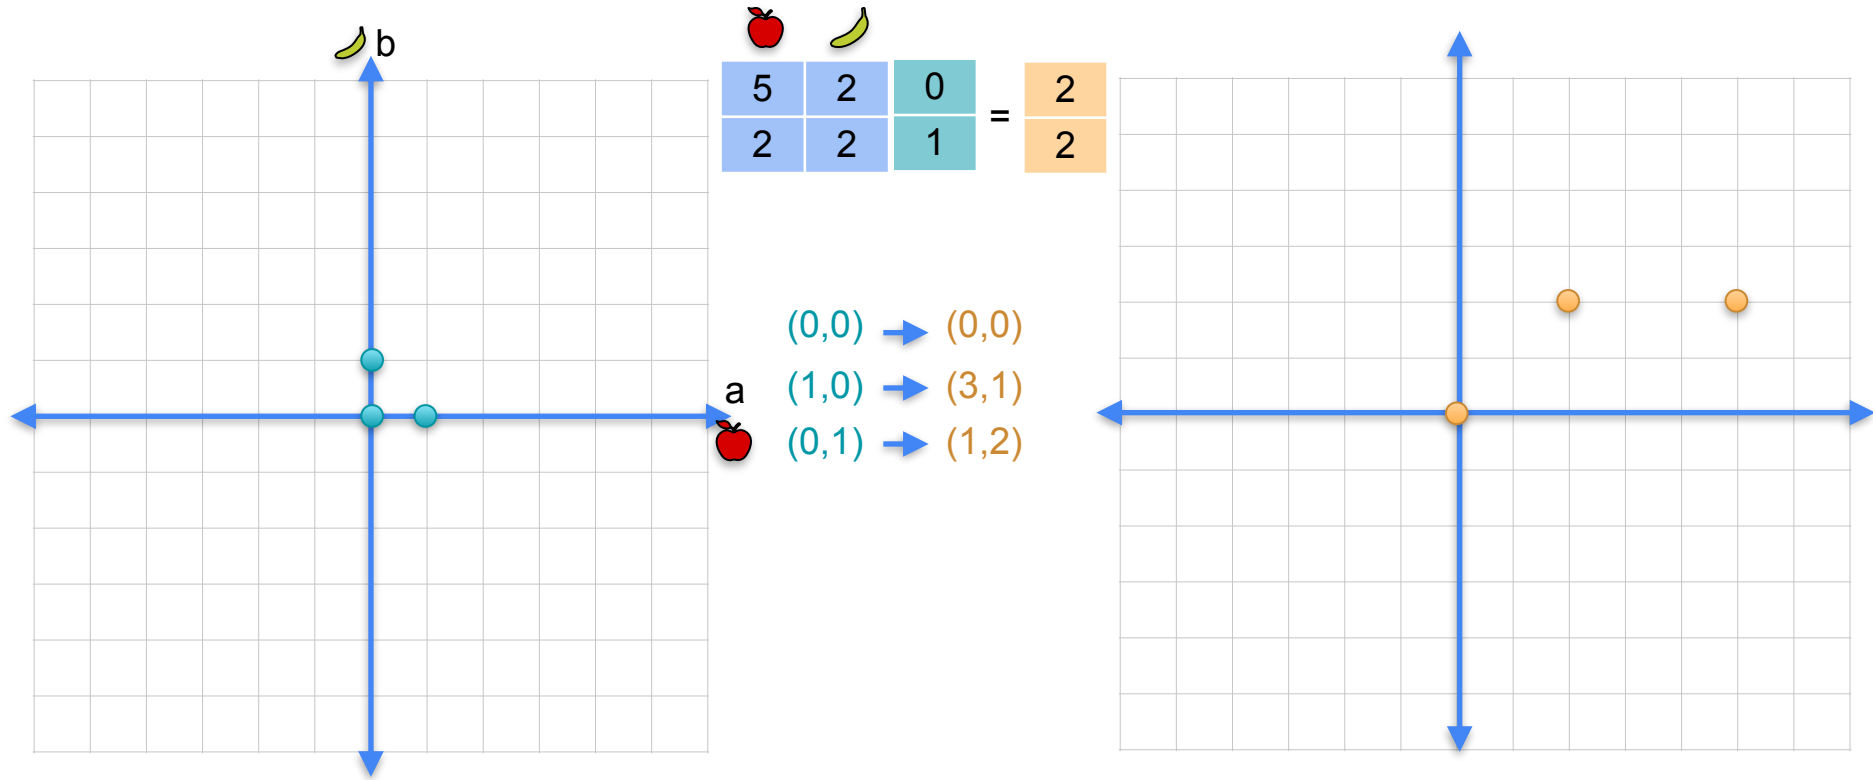 b
5 2 0 = 2
2 2 1 2
(0,0) (0,0)
a
(1,0) (3,1)
(0,1) (1,2)